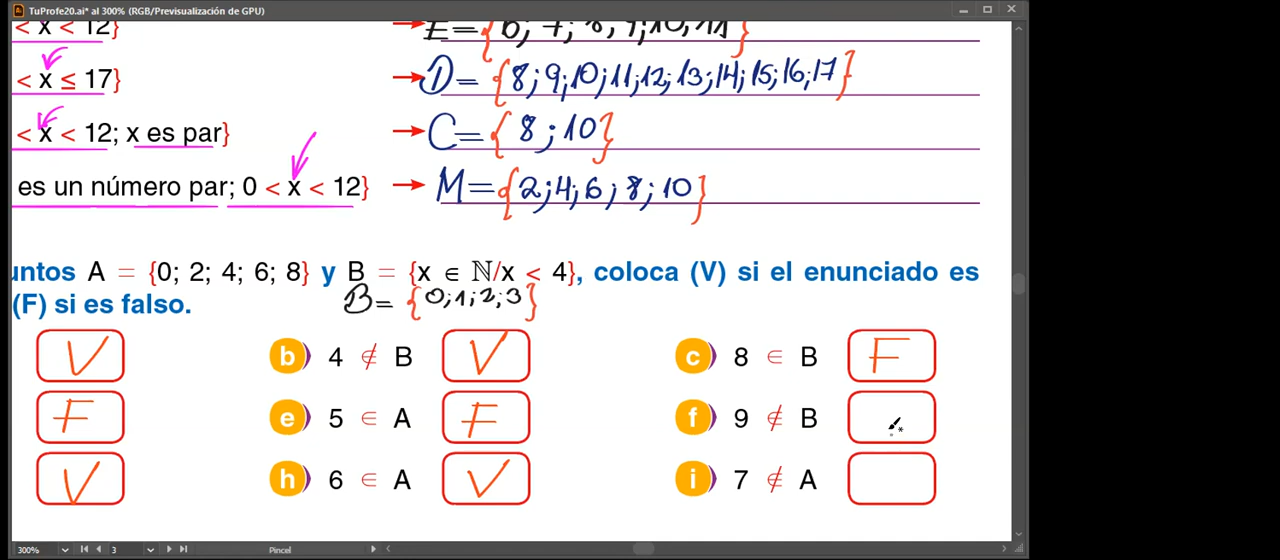 TuProfe20.ai* al 300% (RGB/Previsualización de GPU)
< x < 12} → E = {6; 7; 8; 9; 10; 11}
< x ≤ 17} → D = {8; 9; 10; 11; 12; 13; 14; 15; 16; 17}
< x < 12; x es par} → C = {8; 10}
es un número par; 0 < x < 12} → M = {2; 4; 6; 8; 10}
untos A = {0; 2; 4; 6; 8} y B = {x ∈ ℕ/x < 4}, coloca (V) si el enunciado es
(F) si es falso. B = {0; 1; 2; 3}
V b) 4 ∉ B V c) 8 ∈ B F
F e) 5 ∈ A F f) 9 ∉ B
V h) 6 ∈ A V i) 7 ∉ A
300% 3 Pincel